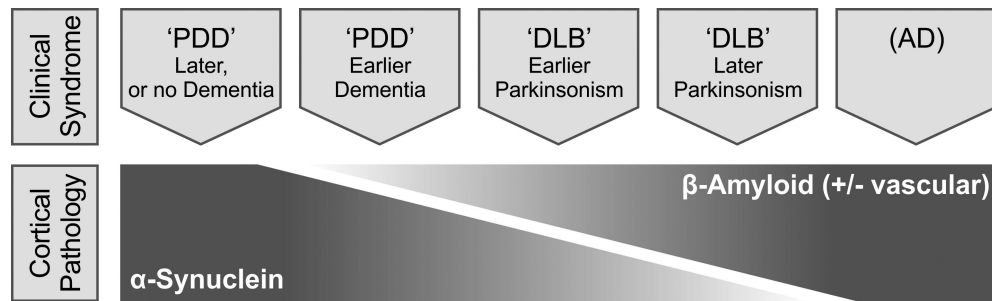 Clinical
Syndrome
‘PDD’
Later,
or no Dementia
‘PDD’
Earlier
Dementia
‘DLB’
Earlier
Parkinsonism
‘DLB’
Later
Parkinsonism
(AD)
Cortical
Pathology
β-Amyloid (+/- vascular)
α-Synuclein